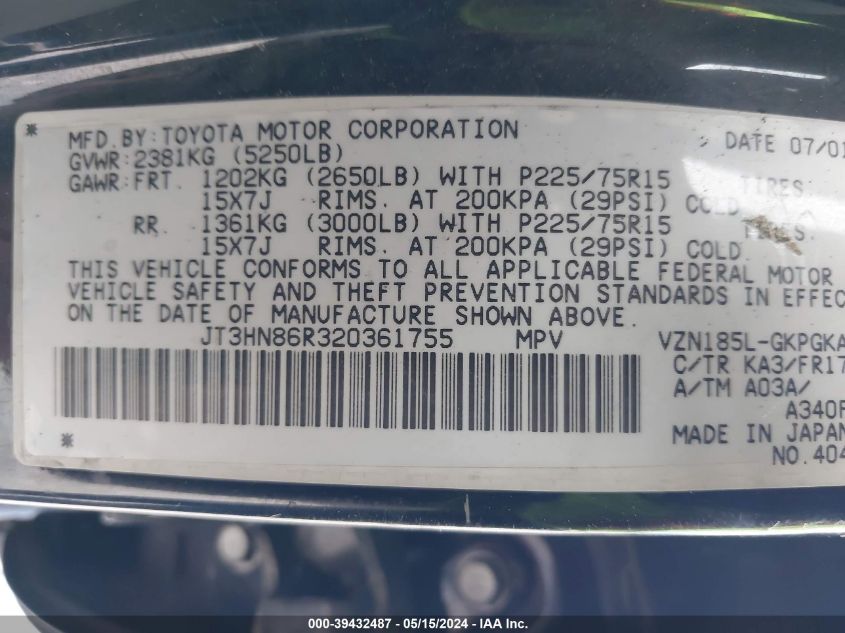 MFD. BY: TOYOTA MOTOR CORPORATION DATE 07/01
GVWR: 2381KG (5250LB)
GAWR: FRT. 1202KG (2650LB) WITH P225/75R15 TIRES.
15X7J RIMS. AT 200KPA (29PSI) COLD
RR. 1361KG (3000LB) WITH P225/75R15 TIRES.
15X7J RIMS. AT 200KPA (29PSI) COLD.
THIS VEHICLE CONFORMS TO ALL APPLICABLE FEDERAL MOTOR
VEHICLE SAFETY AND THEFT PREVENTION STANDARDS IN EFFEC
ON THE DATE OF MANUFACTURE SHOWN ABOVE.
JT3HN86R320361755 MPV VZN185L-GKPGKA
C/TR KA3/FR17
A/TM A03A/
A340F
MADE IN JAPAN
NO.404
000-39432487 - 05/15/2024 - IAA Inc.